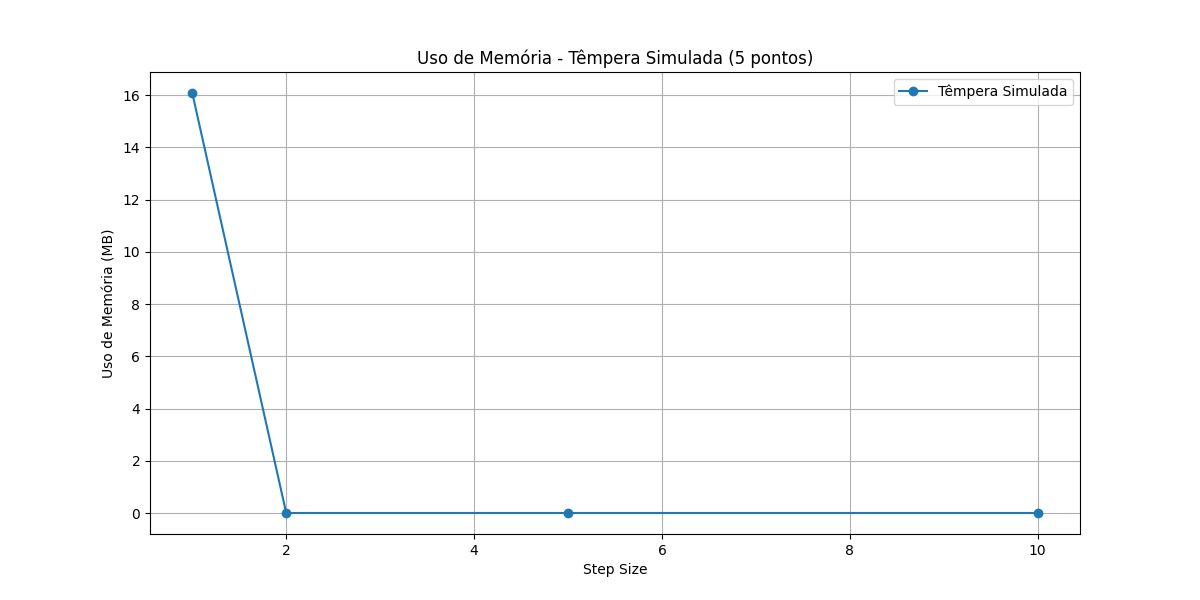 Uso de Memória - Têmpera Simulada (5 pontos)
Têmpera Simulada
Uso de Memória (MB)
16
14
12
10
8
6
4
2
0
2 4 6 8 10
Step Size